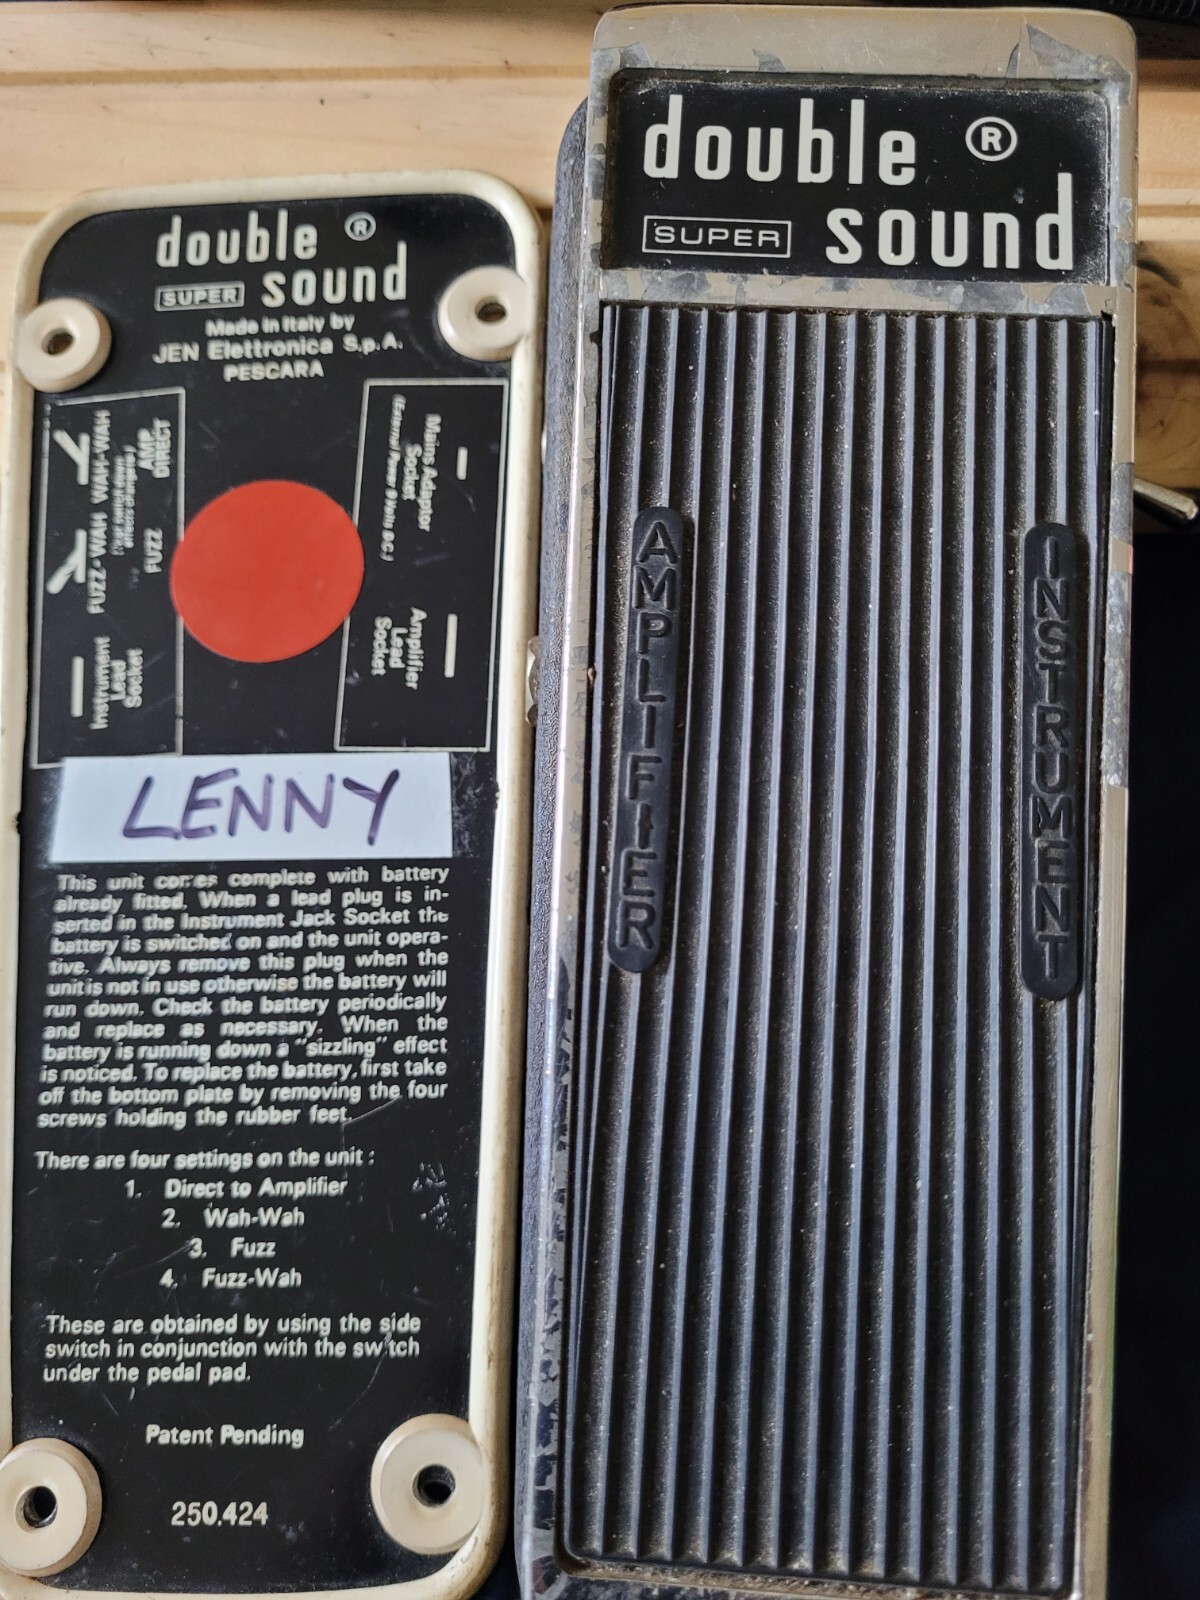 double ®
SUPER sound
Made in Italy by
JEN Elettronica S.p.A.
PESCARA
WAH-WAH
FUZZ-WAH
AMP.
DIRECT
FUZZ
Instrument
Lead
Socket
Mains Adaptor
Socket
(External Power 9 Volts D.C.)
Amplifier
Lead
Socket
LENNY
This unit comes complete with battery
already fitted. When a lead plug is in-
serted in the Instrument Jack Socket the
battery is switched on and the unit opera-
tive. Always remove this plug when the
unit is not in use otherwise the battery will
run down. Check the battery periodically
and replace as necessary. When the
battery is running down a "sizzling" effect
is noticed. To replace the battery, first take
off the bottom plate by removing the four
screws holding the rubber feet.
There are four settings on the unit :
1. Direct to Amplifier
2. Wah-Wah
3. Fuzz
4. Fuzz-Wah
These are obtained by using the side
switch in conjunction with the switch
under the pedal pad.
Patent Pending
250.424
double ®
SUPER sound
AMPLIFIER
INSTRUMENT